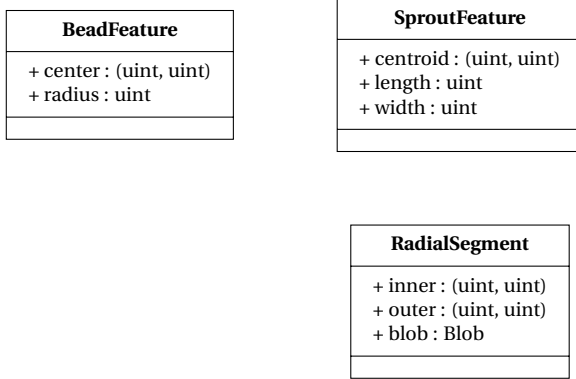 BeadFeature
+ center : (uint, uint)
+ radius : uint
SproutFeature
+ centroid : (uint, uint)
+ length : uint
+ width : uint
RadialSegment
+ inner : (uint, uint)
+ outer : (uint, uint)
+ blob : Blob